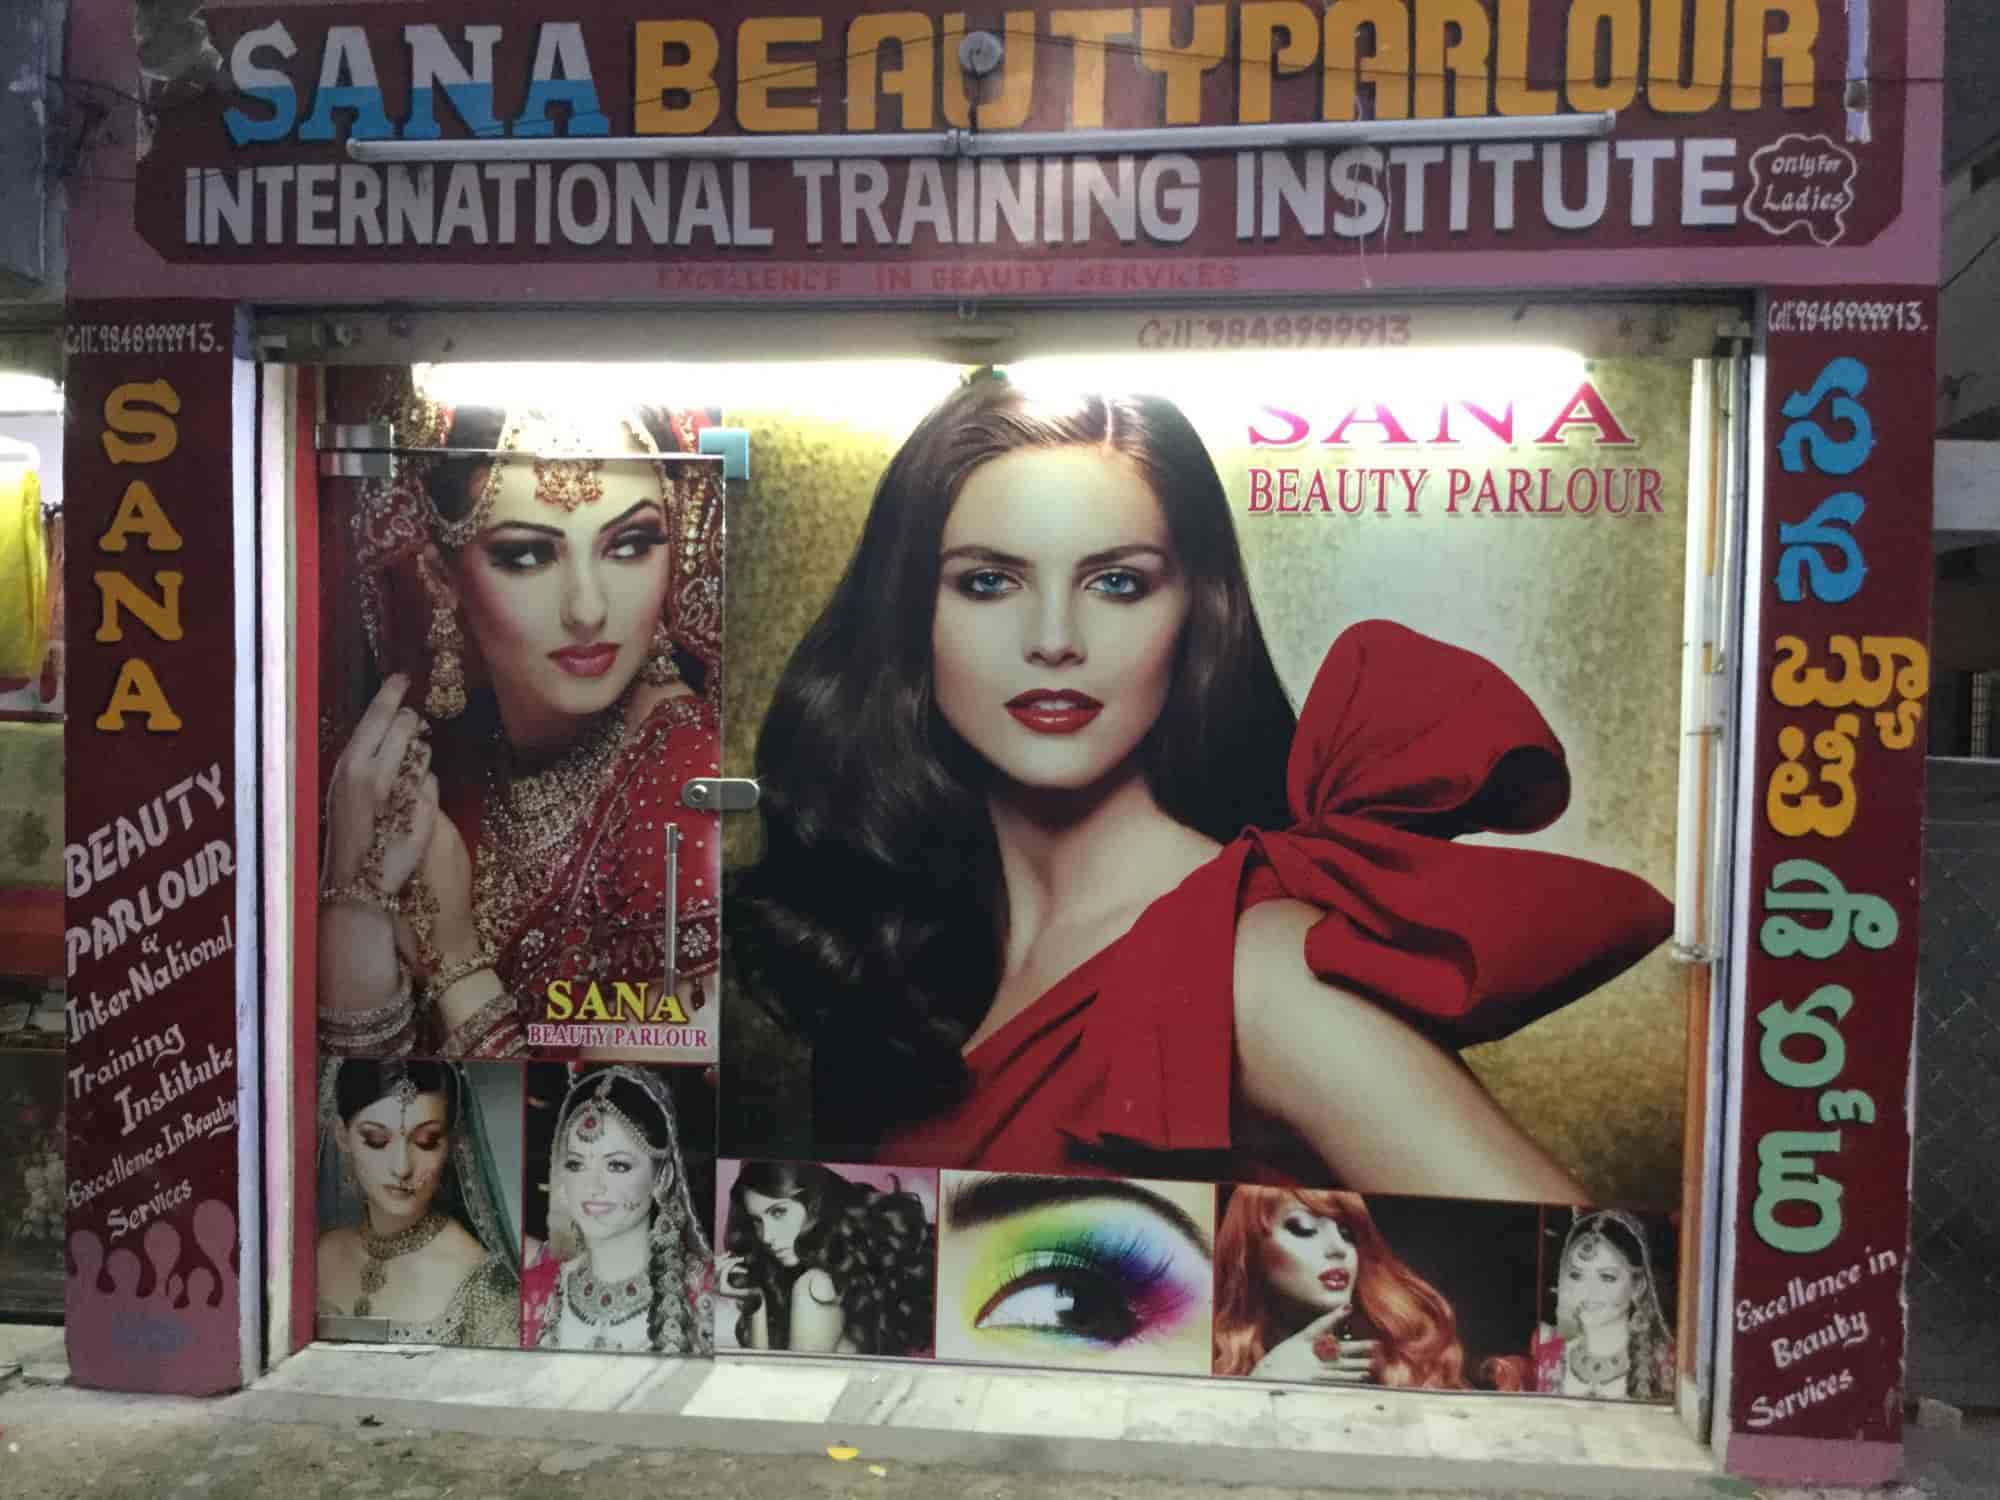 SANA BEAUTY PARLOUR
INTERNATIONAL TRAINING INSTITUTE
only For
Ladies
EXCELLENCE IN BEAUTY SERVICES
Cell:9848999913.
SANA
BEAUTY
PARLOUR
&
InterNational
Training
Institute
Excellence In Beauty
Services
Cell:9848999913
SANA
BEAUTY PARLOUR
SANA
BEAUTY PARLOUR
Cell:9848999913.
సన
బ్యూటీ
పార్లర్
Excellence in
Beauty
Services